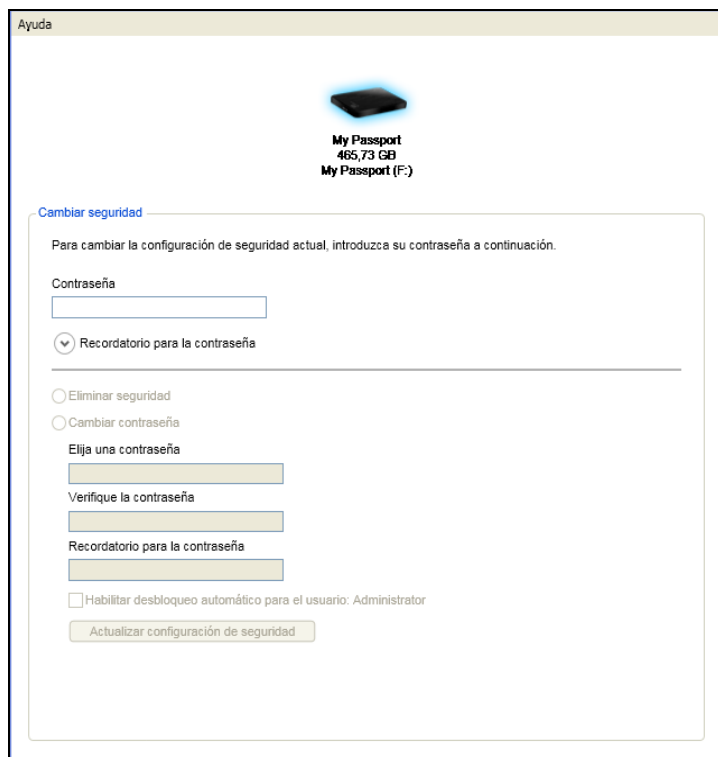 Ayuda
My Passport
465,73 GB
My Passport (F:)
Cambiar seguridad
Para cambiar la configuración de seguridad actual, introduzca su contraseña a continuación.
Contraseña
Recordatorio para la contraseña
Eliminar seguridad
Cambiar contraseña
Elija una contraseña
Verifique la contraseña
Recordatorio para la contraseña
Habilitar desbloqueo automático para el usuario: Administrator
Actualizar configuración de seguridad